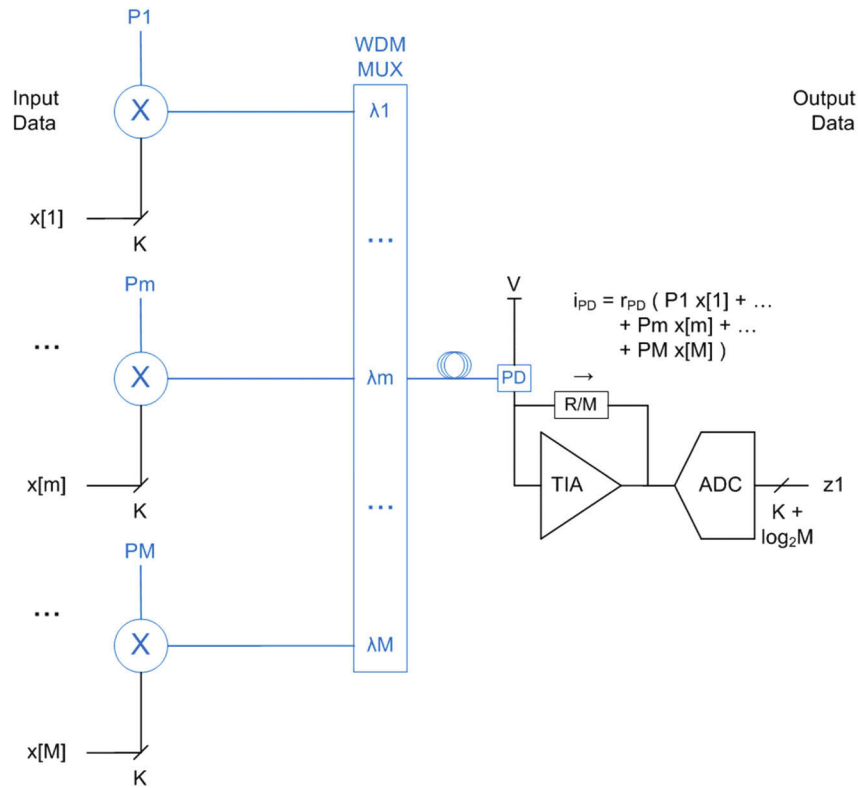 P1
WDM
MUX
Input
Data
X
λ1
Output
Data
x[1]
K
...
Pm
V
iPD = rPD ( P1 x[1] + ...
+ Pm x[m] + ...
+ PM x[M] )
...
X
λm
PD
→
R/M
x[m]
K
...
TIA
ADC
z1
K +
log₂M
PM
...
X
λM
x[M]
K